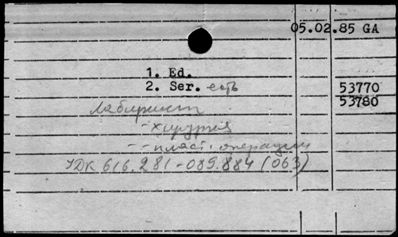 05.02.85 GA
1. Ed.
2. Ser. есть
53770
53780
Лабиринт
- хирургия
-- пласт. операции
УДК 616.281-089.884 (063)